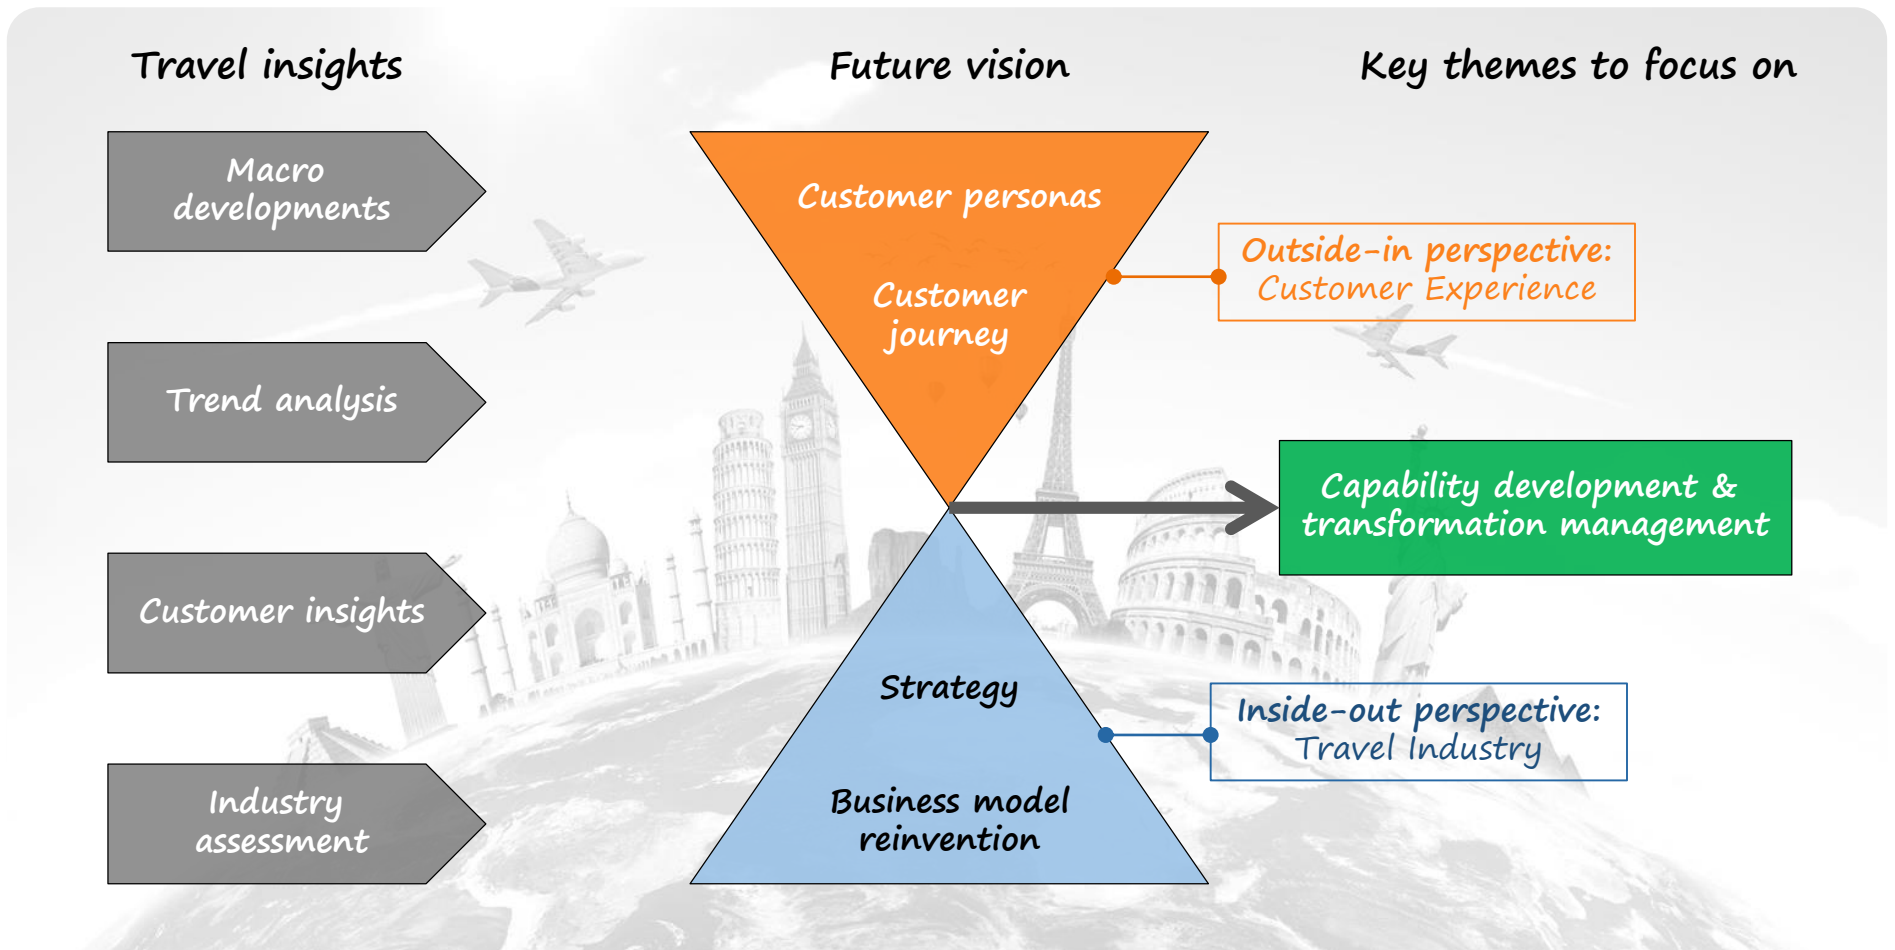 Travel insights
Macro
developments
Trend analysis
Customer insights
Industry
assessment
Future vision
Customer personas
Customer
journey
Strategy
Business model
reinvention
Key themes to focus on
Outside-in perspective:
Customer Experience
Capability development &
transformation management
Inside-out perspective:
Travel Industry